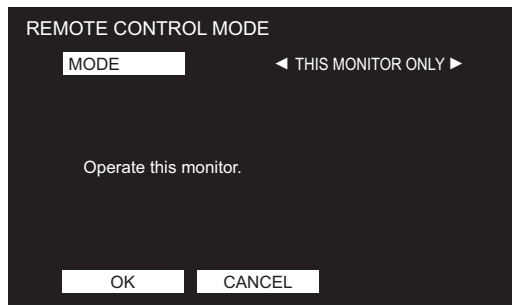 REMOTE CONTROL MODE
MODE ◄ THIS MONITOR ONLY ►
Operate this monitor.
OK CANCEL